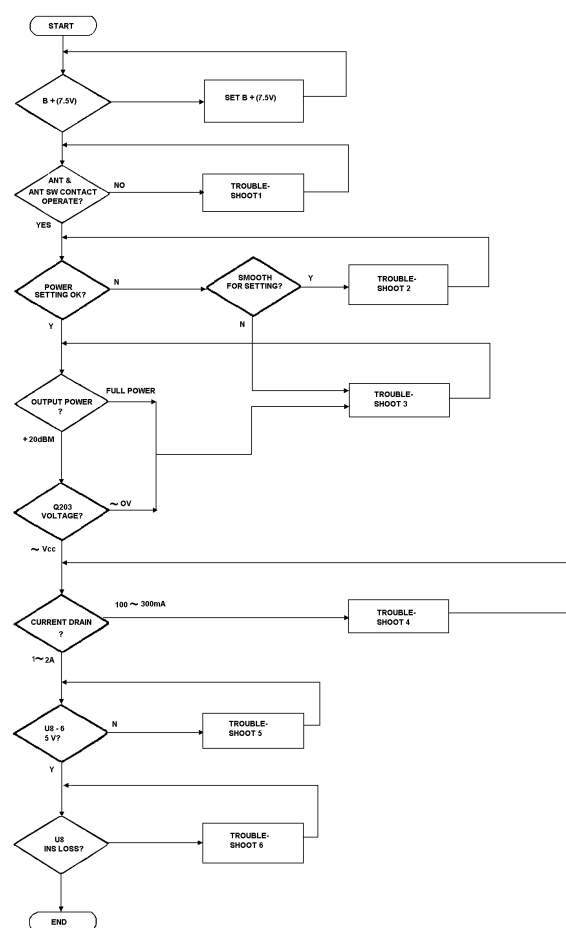 START
B + (7.5V)
SET B + (7.5V)
ANT &
ANT SW CONTACT
OPERATE?
NO
TROUBLE-
SHOOT1
YES
POWER
SETTING OK?
N
SMOOTH
FOR SETTING?
Y
TROUBLE-
SHOOT 2
Y
N
OUTPUT POWER
?
FULL POWER
TROUBLE-
SHOOT 3
+20dBM
Q203
VOLTAGE?
~ OV
~ Vcc
CURRENT DRAIN
?
100 ~ 300mA
TROUBLE-
SHOOT 4
1~ 2A
U8 - 6
5 V?
N
TROUBLE-
SHOOT 5
Y
U8
INS LOSS?
TROUBLE-
SHOOT 6
END